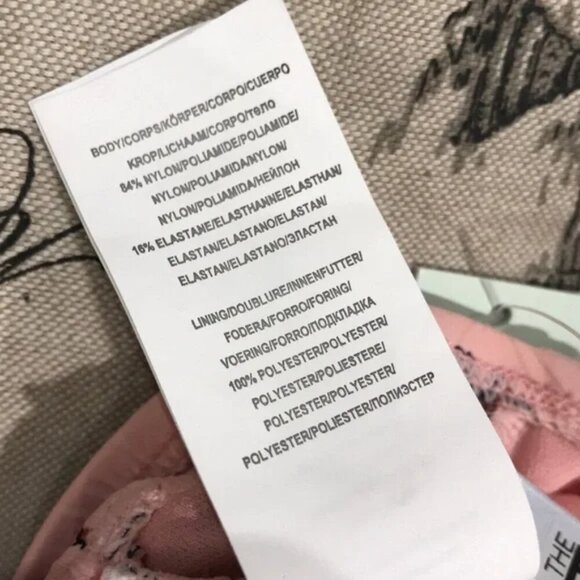 BODY/CORPS/KÖRPER/CORPO/CUERPO
KROP/LICHAAM/CORPO/тело
84% NYLON/POLIAMIDE/POLIAMIDE/
NYLON/POLIAMIDA/NYLON/
NYLON/POLIAMIDA/НЕЙЛОН
16% ELASTANE/ELASTHANNE/ELASTHAN/
ELASTAN/ELASTANO/ELASTAN/
ELASTAN/ELASTANO/ЭЛАСТАН
LINING/DOUBLURE/INNENFUTTER/
FODERA/FORRO/FORING/
VOERING/FORRO/ПОДКЛАДКА
100% POLYESTER/POLYESTER/
POLYESTER/POLIESTERE/
POLYESTER/POLYESTER/
POLYESTER/POLIESTER/ПОЛИЭСТЕР
THE